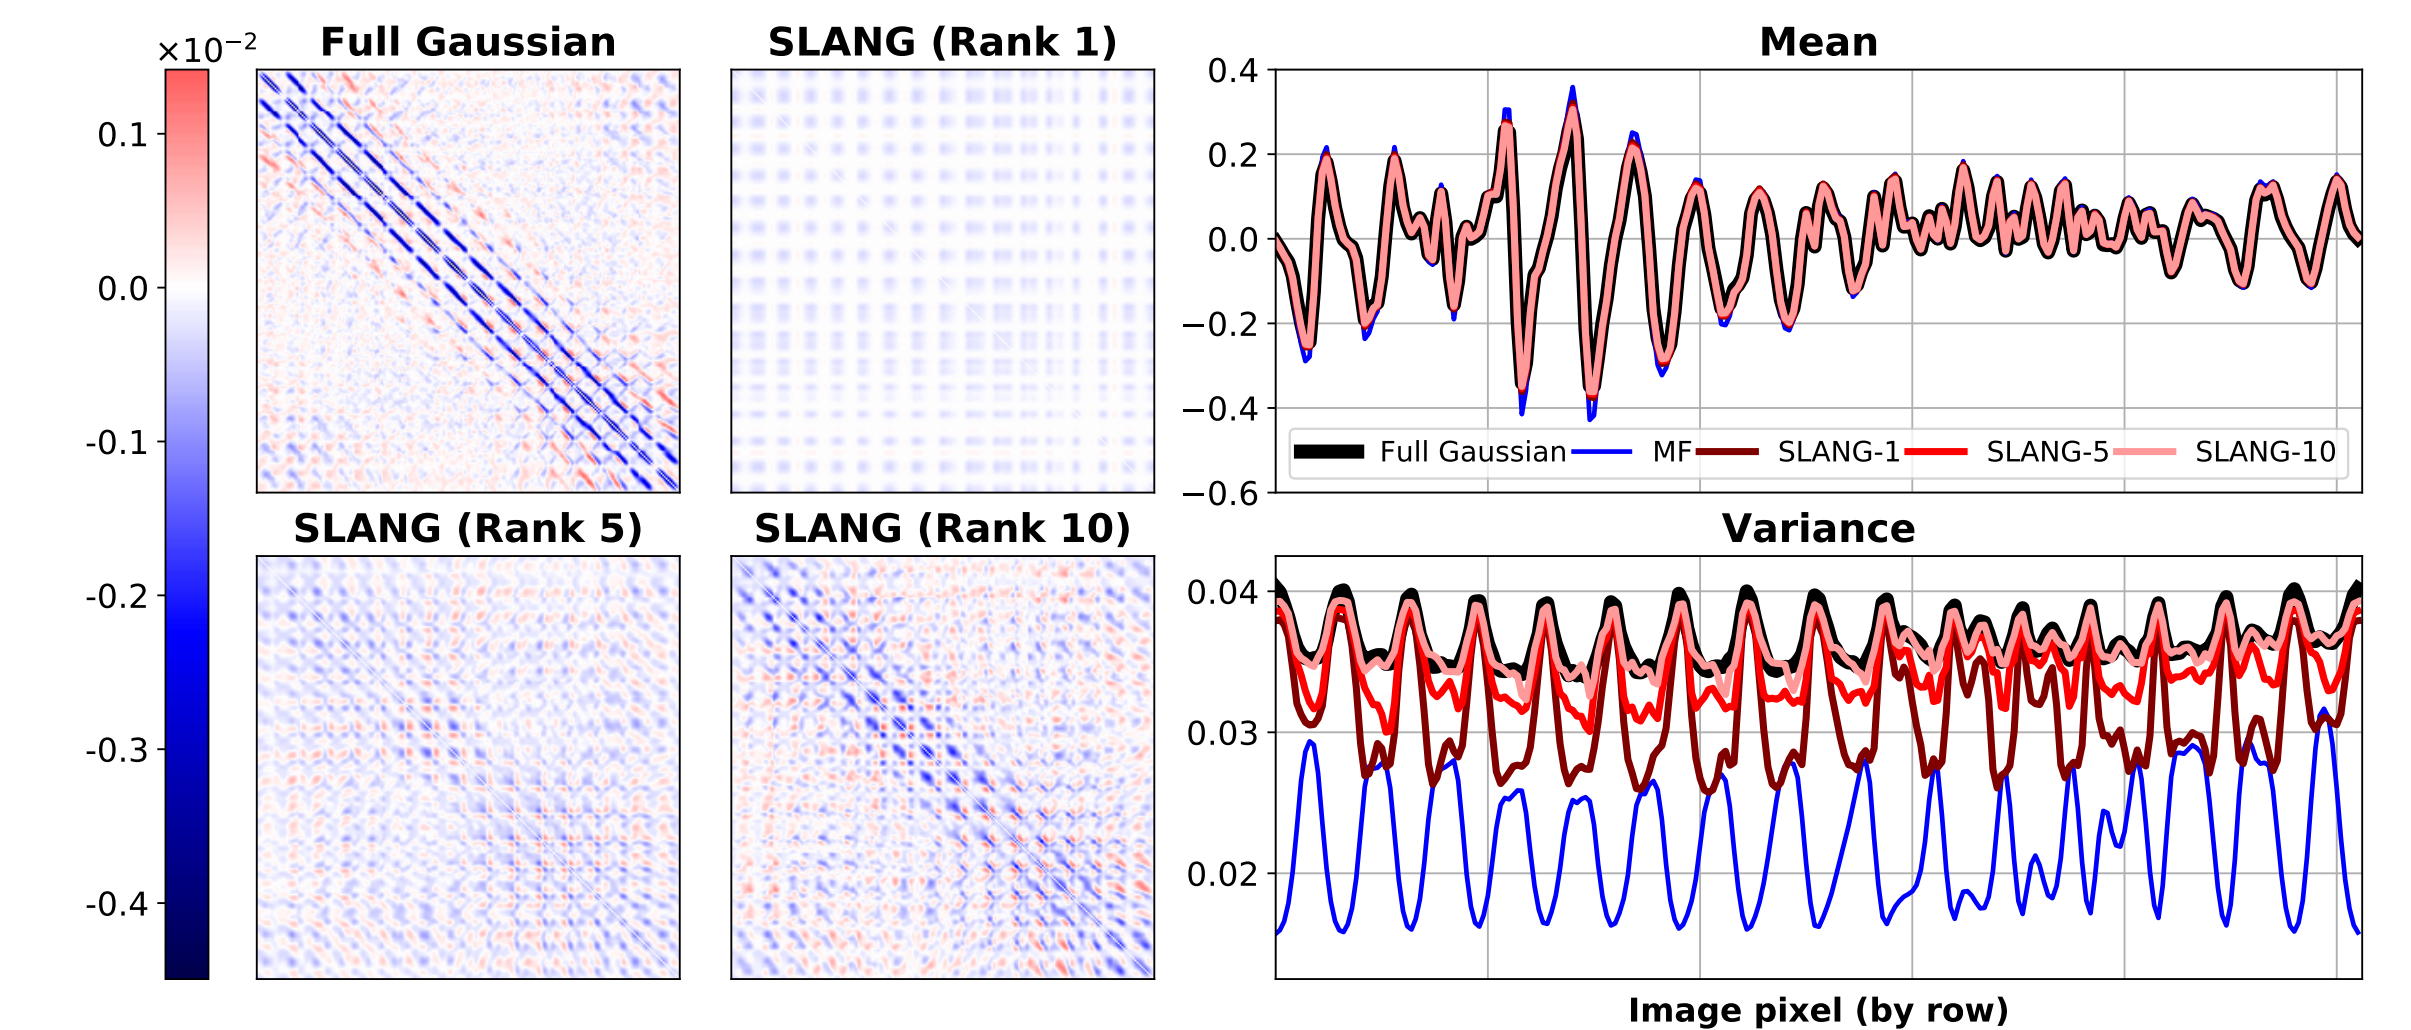 ×10⁻²
0.1
0.0
-0.1
-0.2
-0.3
-0.4
Full Gaussian
SLANG (Rank 1)
SLANG (Rank 5)
SLANG (Rank 10)
Mean
0.4
0.2
0.0
−0.2
−0.4
−0.6
Full Gaussian MF SLANG-1 SLANG-5 SLANG-10
Variance
0.04
0.03
0.02
Image pixel (by row)